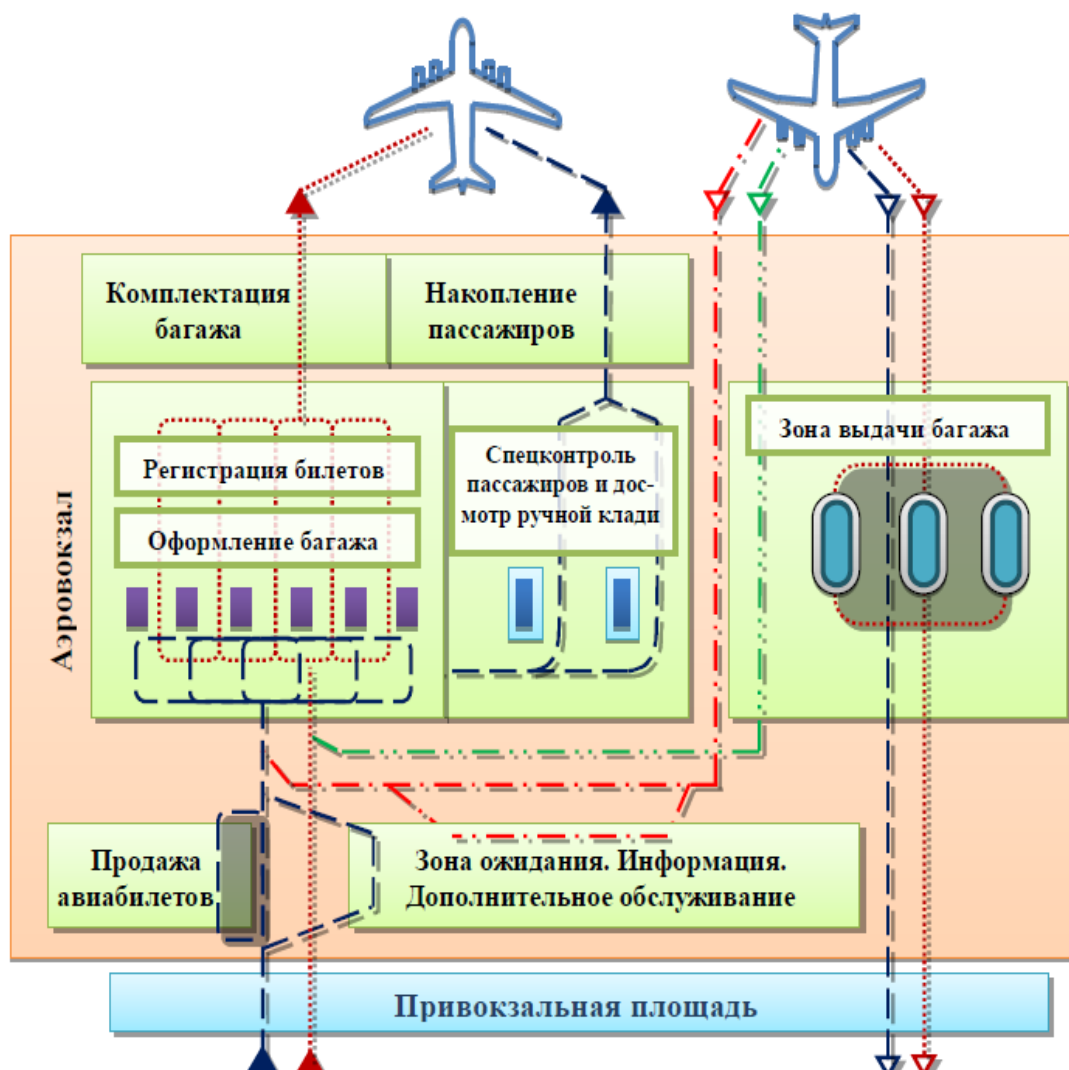 Комплектация
багажа
Накопление
пассажиров
Регистрация билетов
Оформление багажа
Спецконтроль
пассажиров и дос-
мотр ручной клади
Зона выдачи багажа
Аэровокзал
Продажа
авиабилетов
Зона ожидания. Информация.
Дополнительное обслуживание
Привокзальная площадь